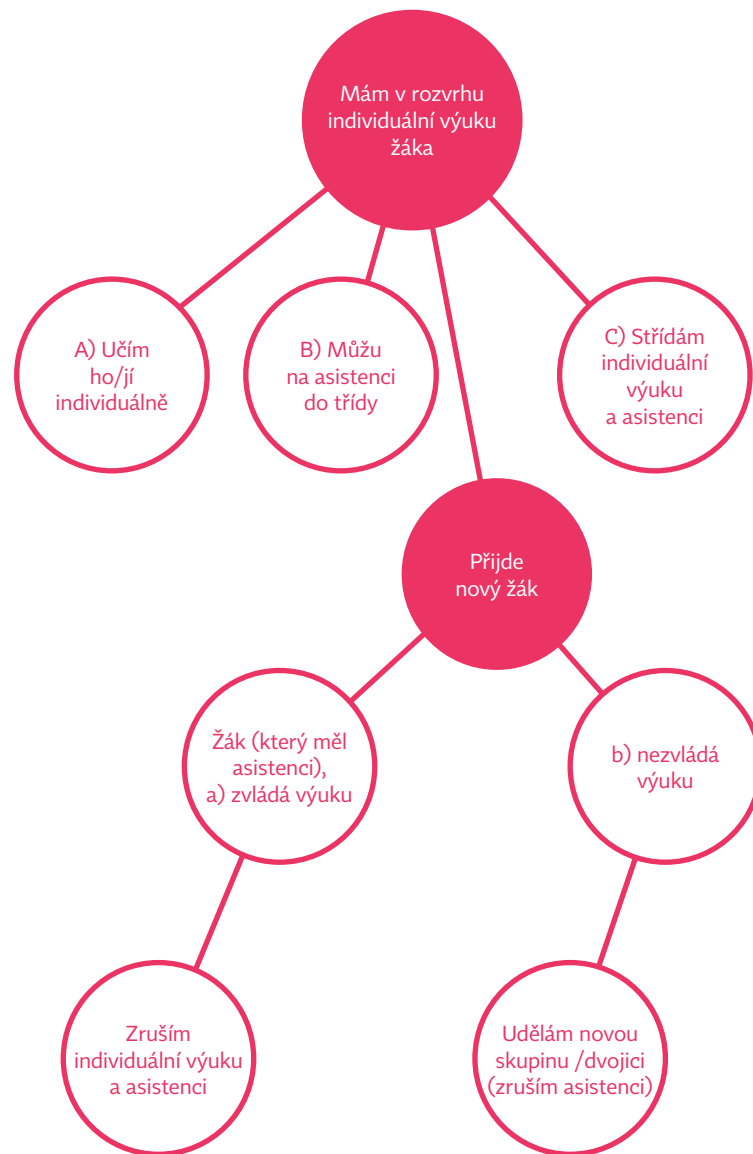 Mám v rozvrhu
individuální výuku
žáka
A) Učím
ho/jí
individuálně
B) Můžu
na asistenci
do třídy
C) Střídám
individuální
výuku
a asistenci
Přijde
nový žák
Žák (který měl
asistenci),
a) zvládá výuku
b) nezvládá
výuku
Zruším
individuální výuku
a asistenci
Udělám novou
skupinu /dvojici
(zruším asistenci)